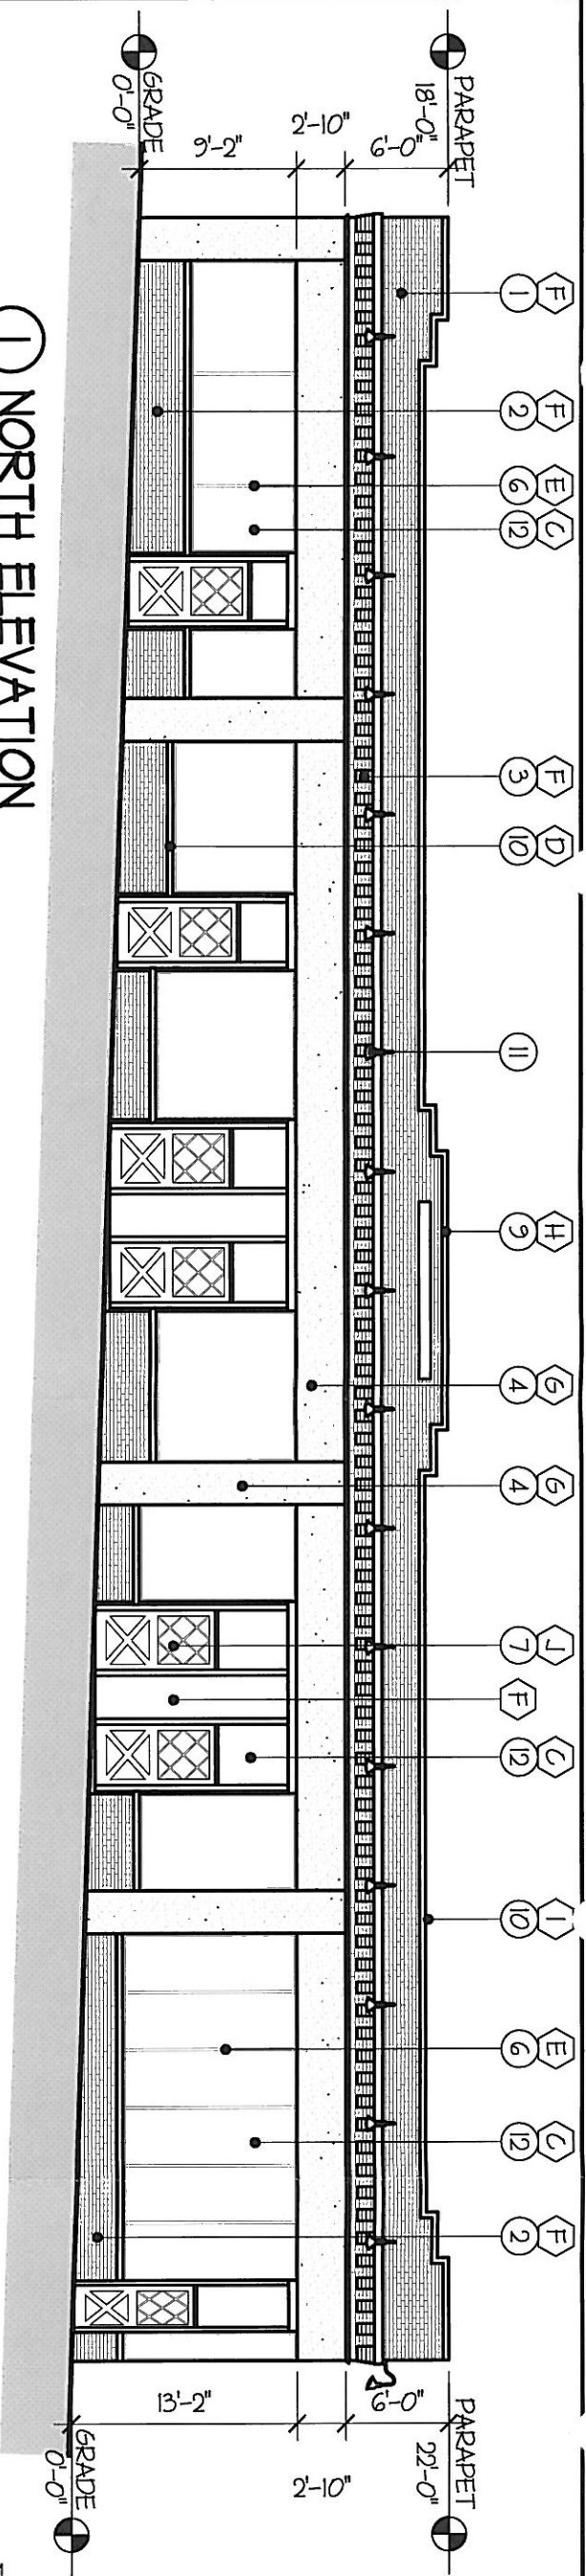 F F E C F D H G G J C I E C F
1 2 6 12 3 10 11 9 4 4 7 F 12 10 6 12 2
PARAPET
18'-0"
6'-0"
2'-10"
9'-2"
GRADE
0'-0"
PARAPET
22'-0"
6'-0"
2'-10"
13'-2"
GRADE
0'-0"
1 NORTH ELEVATION